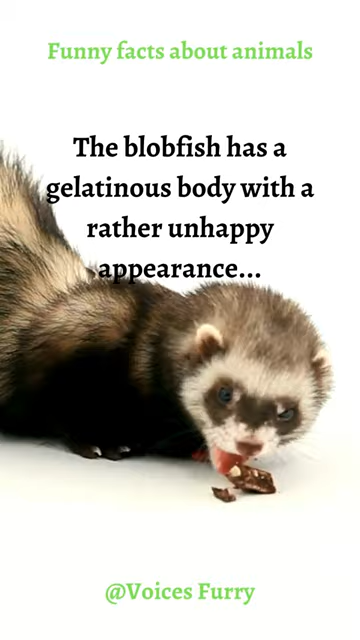 Funny facts about animals
The blobfish has a
gelatinous body with a
rather unhappy
appearance...
@Voices Furry